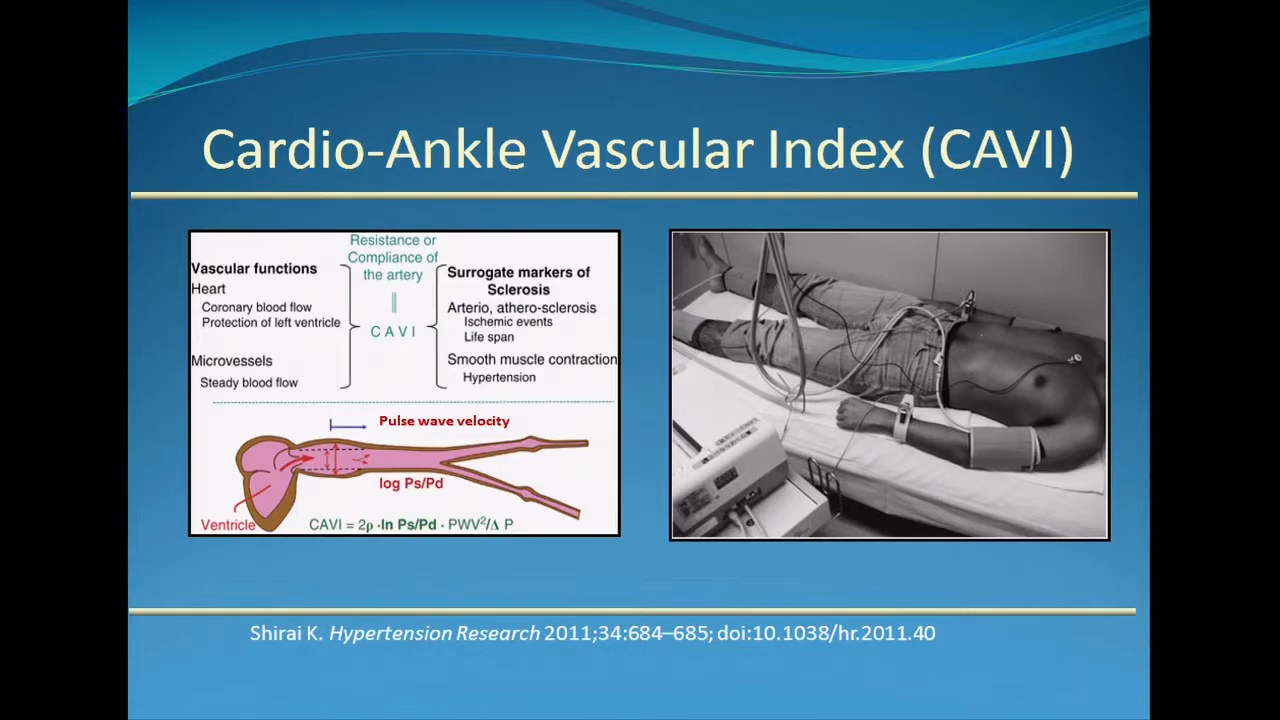 Cardio-Ankle Vascular Index (CAVI)
Resistance or
Compliance of
the artery
Vascular functions
Heart
Coronary blood flow
Protection of left ventricle
Microvessels
Steady blood flow
C A V I
Surrogate markers of
Sclerosis
Arterio, athero-sclerosis
Ischemic events
Life span
Smooth muscle contraction
Hypertension
Pulse wave velocity
log Ps/Pd
Ventricle
CAVI = 2ρ ·ln Ps/Pd · PWV²/Δ P
Shirai K. Hypertension Research 2011;34:684–685; doi:10.1038/hr.2011.40